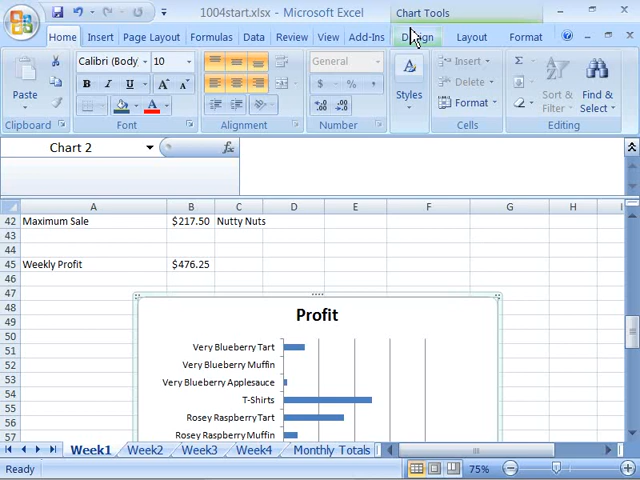 1004start.xlsx - Microsoft Excel
Chart Tools
Home
Insert
Page Layout
Formulas
Data
Review
View
Add-Ins
Design
Layout
Format
Paste
Clipboard
Calibri (Body
10
B I U
Font
Alignment
General
$ % ,
Number
Styles
Insert
Delete
Format
Cells
Σ
Sort & Filter
Find & Select
Editing
Chart 2
fx
A B C D E F G H I
42 Maximum Sale $217.50 Nutty Nuts
43
44
45 Weekly Profit $476.25
46
47
48
49
50
51
52
53
54
55
56
57
Profit
Very Blueberry Tart
Very Blueberry Muffin
Very Blueberry Applesauce
T-Shirts
Rosey Raspberry Tart
Rosey Raspberry Muffin
Week1
Week2
Week3
Week4
Monthly Totals
Ready
75%